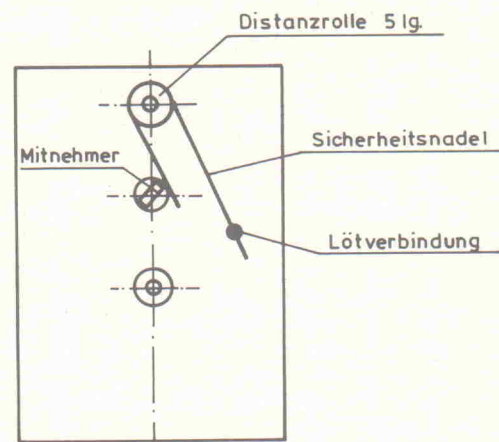 Distanzrolle 5 lg.
Sicherheitsnadel
Mitnehmer
Lötverbindung